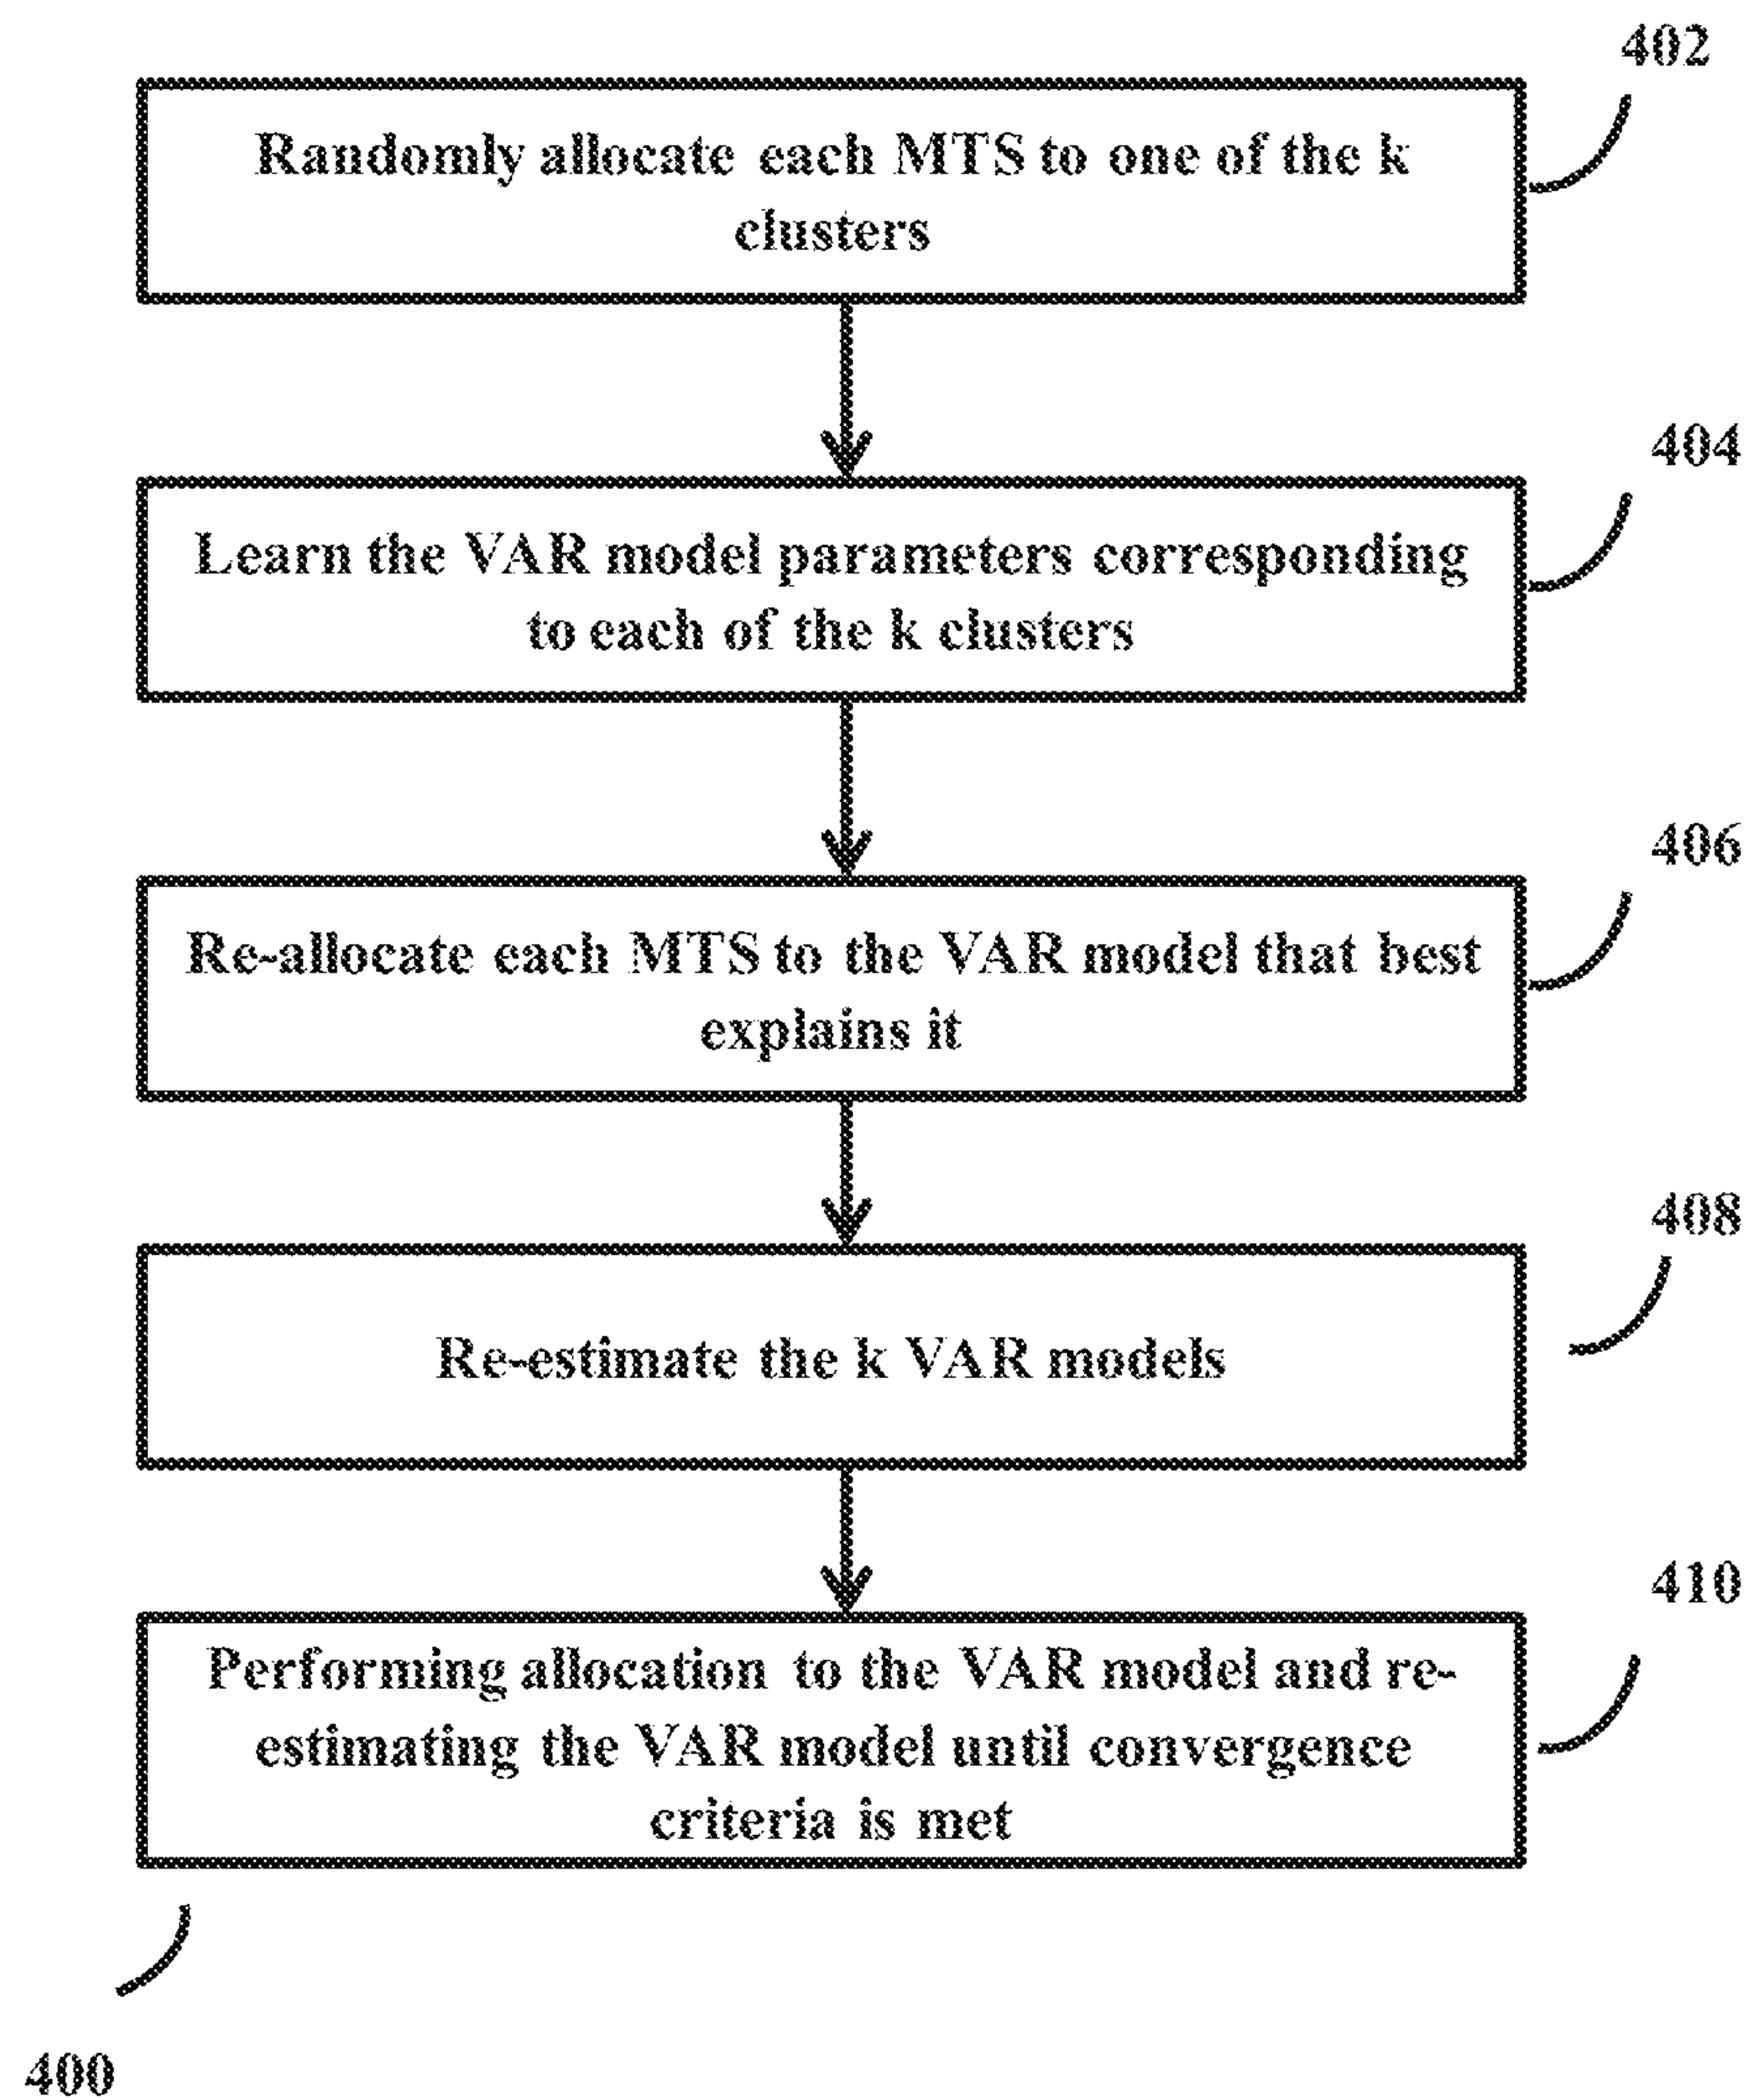 402
Randomly allocate each MTS to one of the k
clusters
404
Learn the VAR model parameters corresponding
to each of the k clusters
406
Re-allocate each MTS to the VAR model that best
explains it
408
Re-estimate the k VAR models
410
Performing allocation to the VAR model and re-
estimating the VAR model until convergence
criteria is met
400